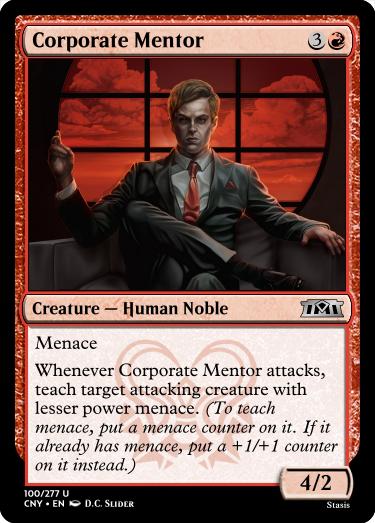 Corporate Mentor 3
Creature — Human Noble
Menace
Whenever Corporate Mentor attacks,
teach target attacking creature with
lesser power menace. (To teach
menace, put a menace counter on it. If it
already has menace, put a +1/+1 counter
on it instead.)
4/2
100/277 U
CNY • EN D.C. SLIDER
Stasis